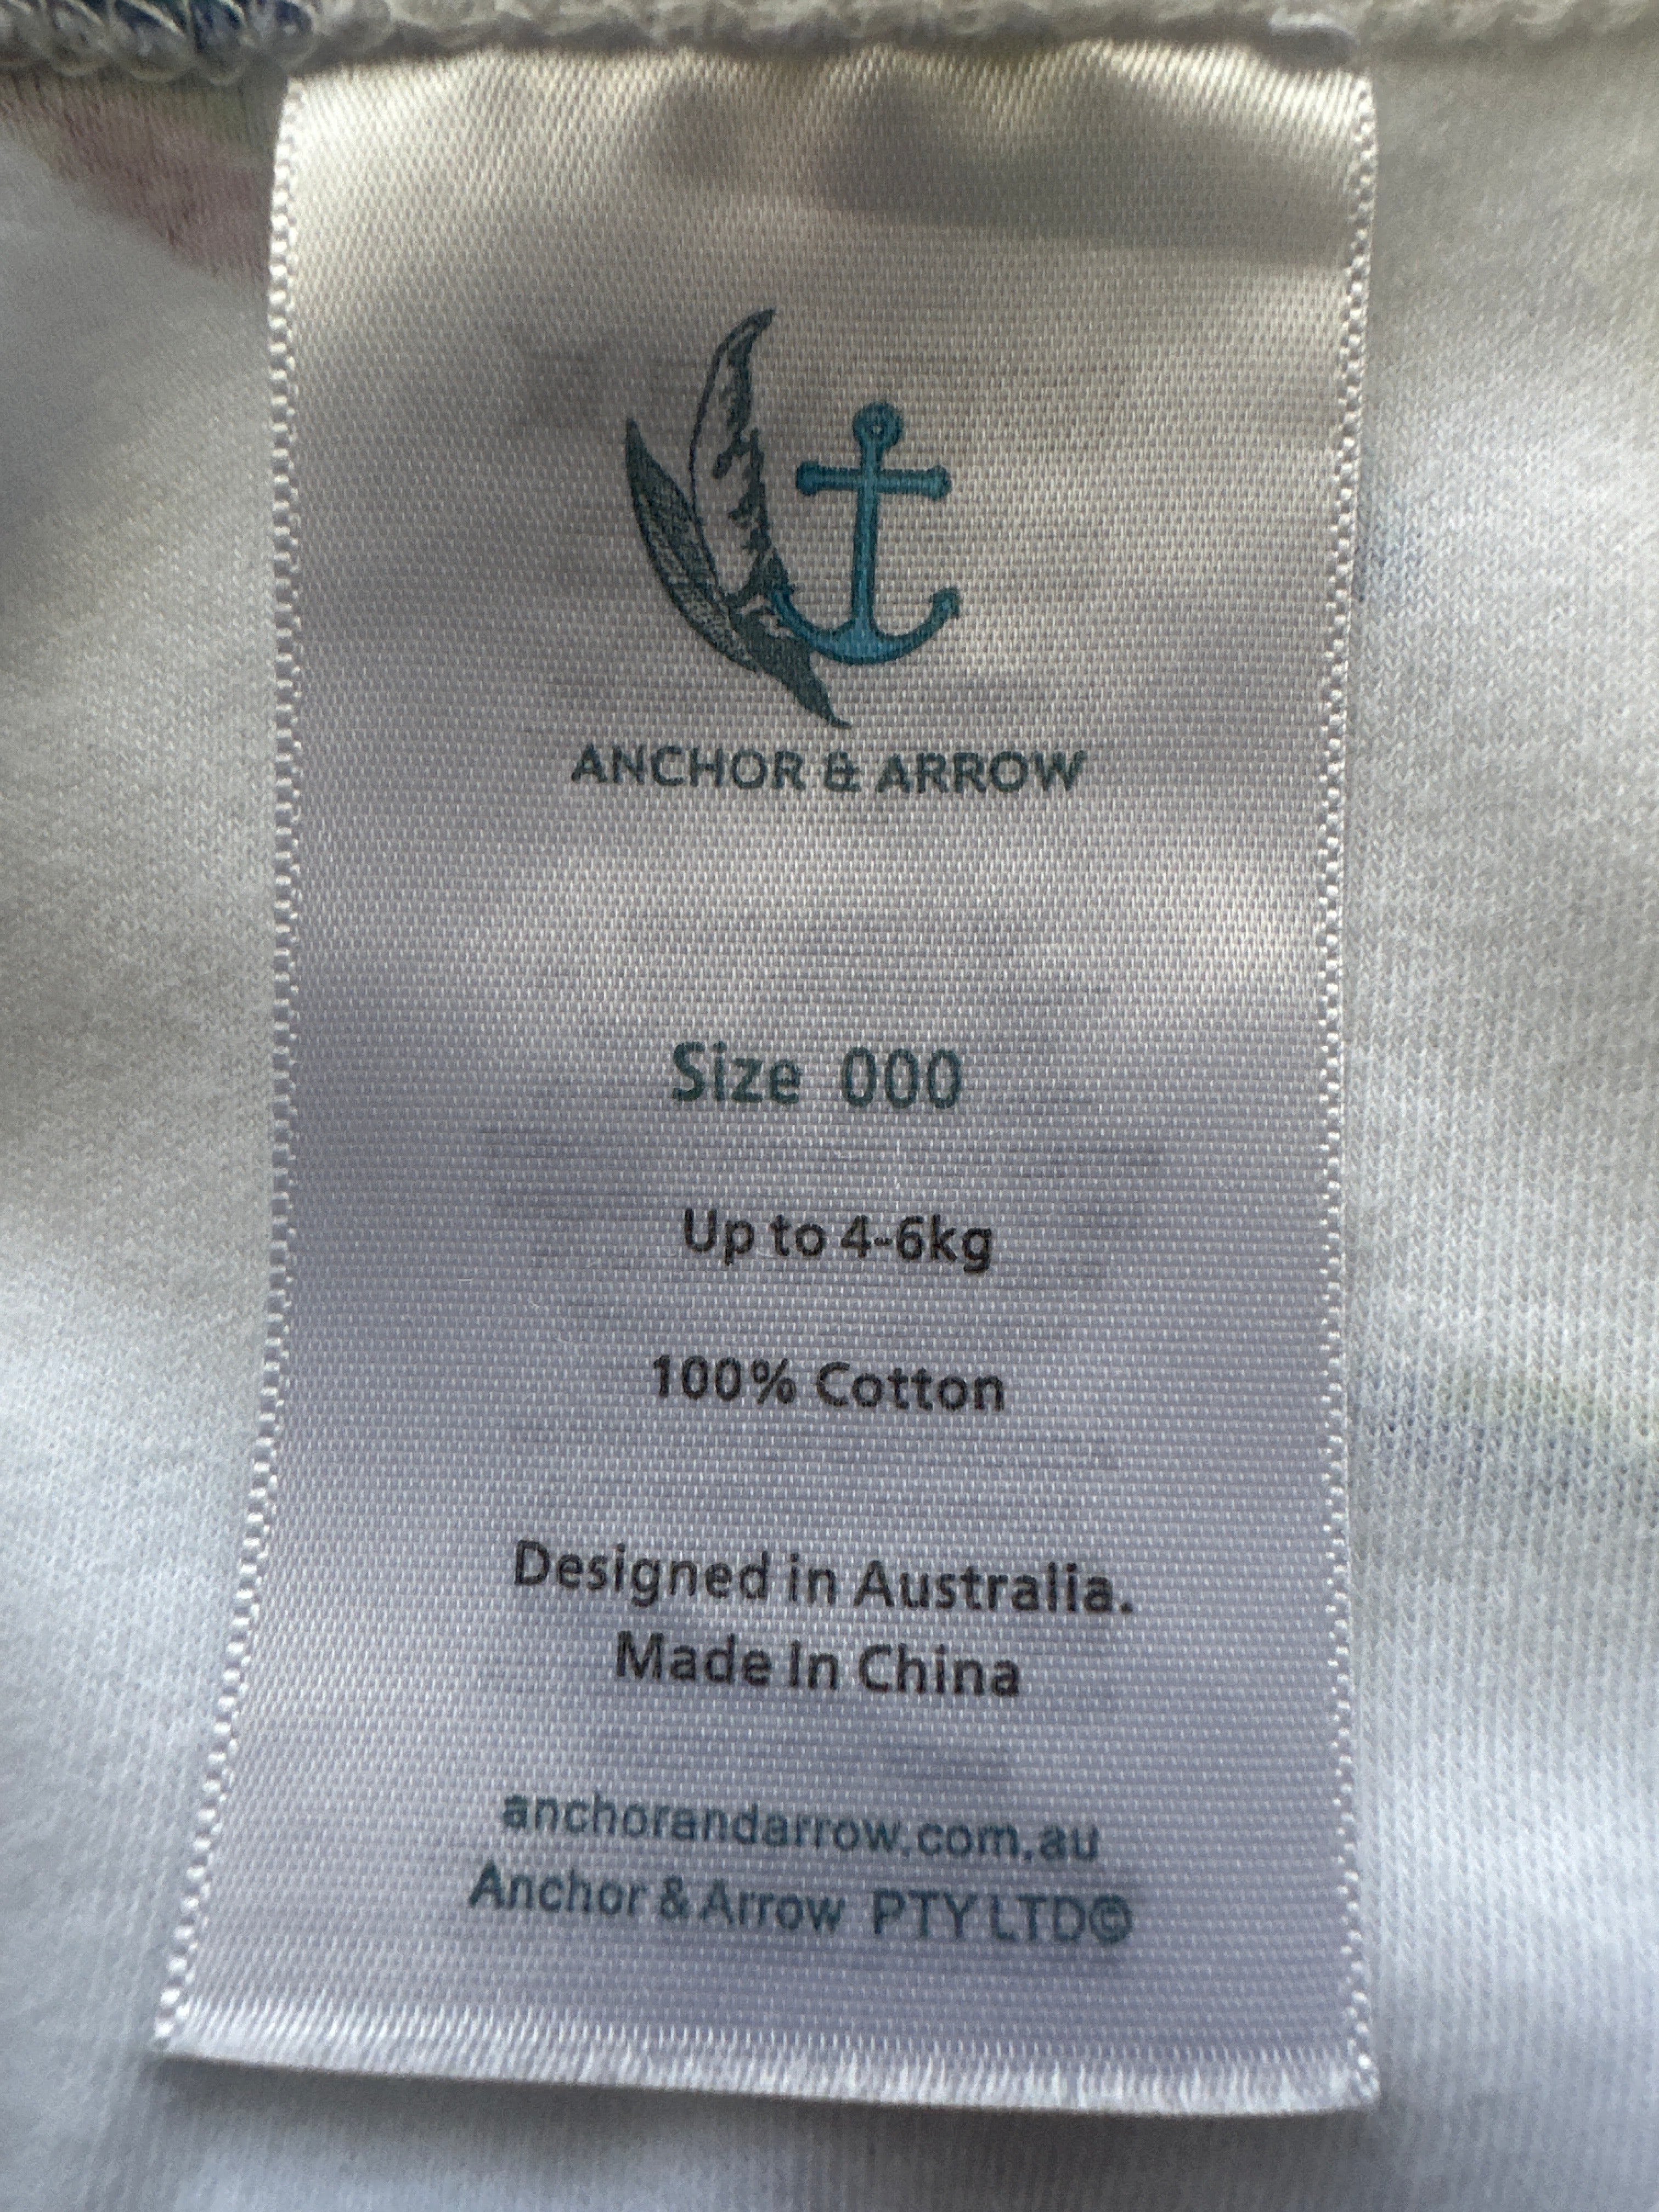 ANCHOR & ARROW
Size 000
Up to 4-6kg
100% Cotton
Designed in Australia.
Made In China
anchorandarrow.com.au
Anchor & Arrow PTY LTD©